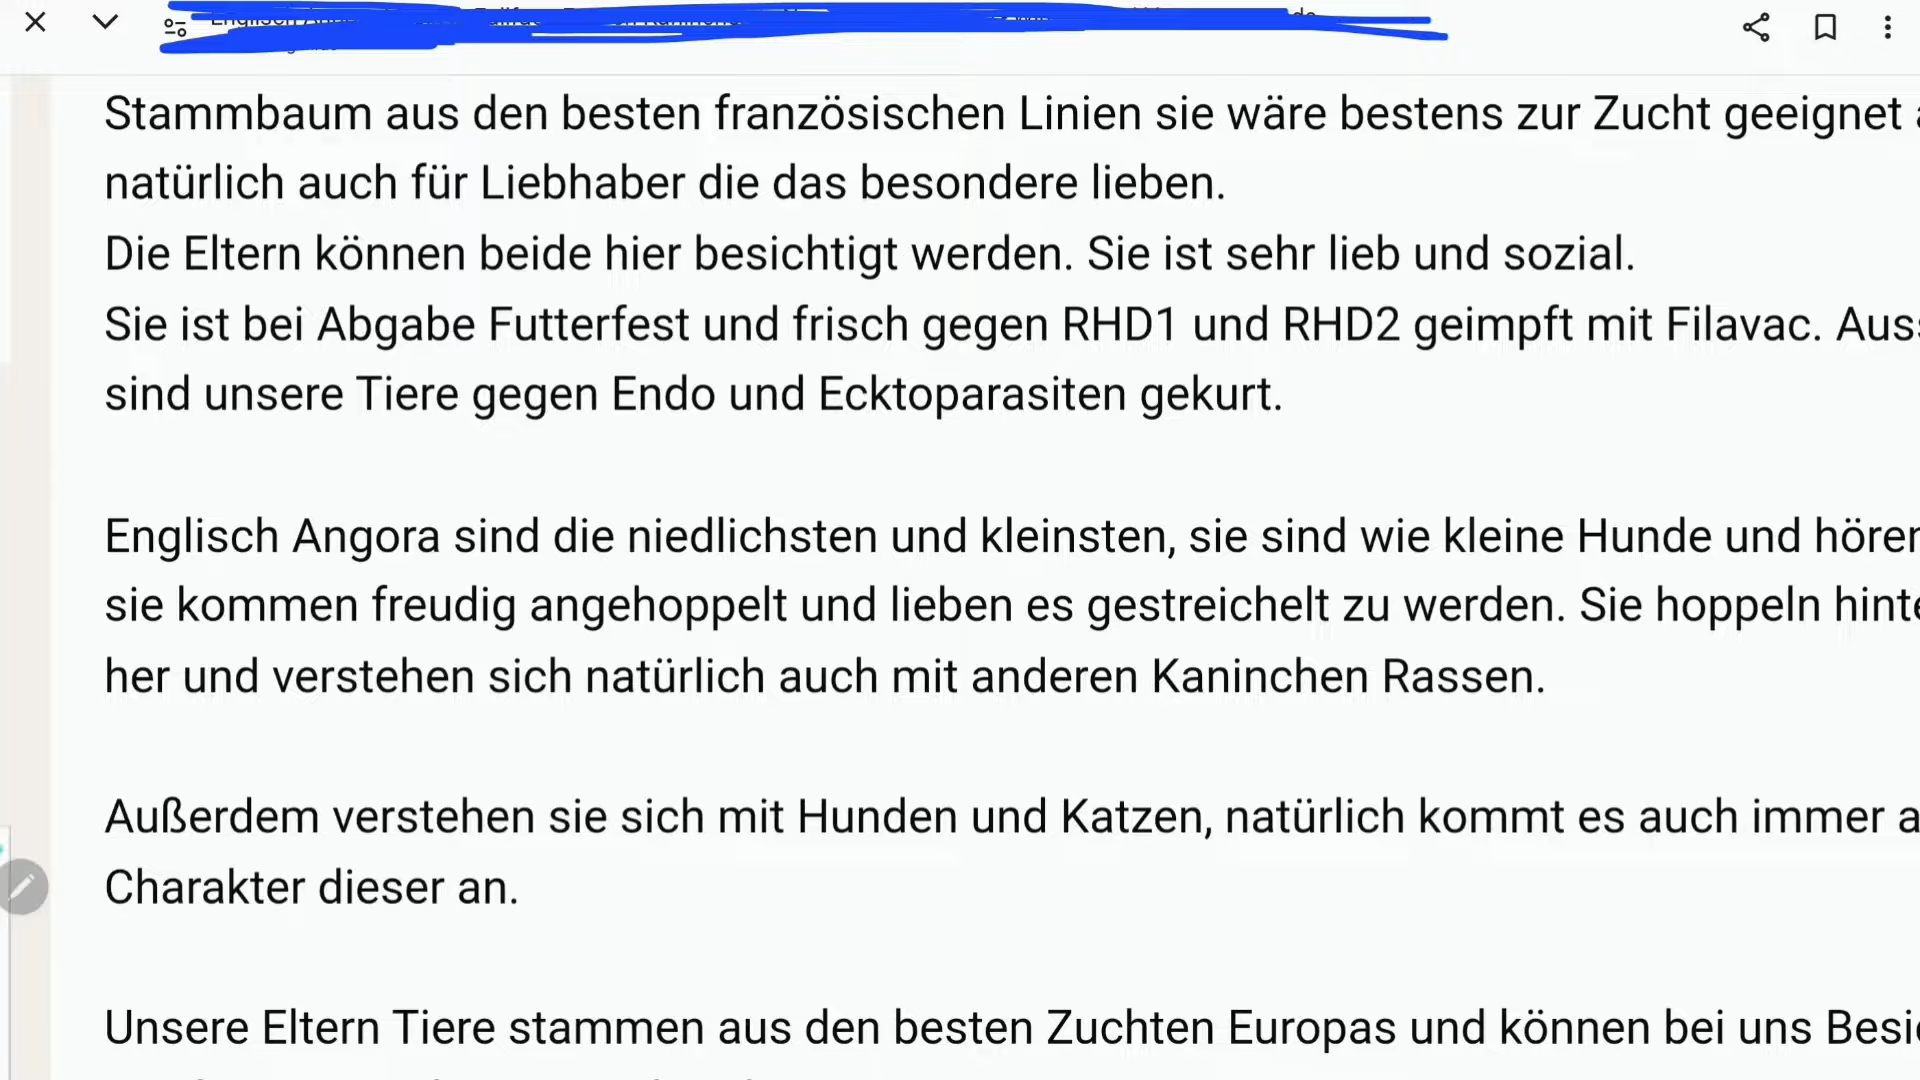 Stammbaum aus den besten französischen Linien sie wäre bestens zur Zucht geeignet
natürlich auch für Liebhaber die das besondere lieben.
Die Eltern können beide hier besichtigt werden. Sie ist sehr lieb und sozial.
Sie ist bei Abgabe Futterfest und frisch gegen RHD1 und RHD2 geimpft mit Filavac. Aus
sind unsere Tiere gegen Endo und Ecktoparasiten gekurt.
Englisch Angora sind die niedlichsten und kleinsten, sie sind wie kleine Hunde und hören
sie kommen freudig angehoppelt und lieben es gestreichelt zu werden. Sie hoppeln hint
her und verstehen sich natürlich auch mit anderen Kaninchen Rassen.
Außerdem verstehen sie sich mit Hunden und Katzen, natürlich kommt es auch immer a
Charakter dieser an.
Unsere Eltern Tiere stammen aus den besten Zuchten Europas und können bei uns Besi